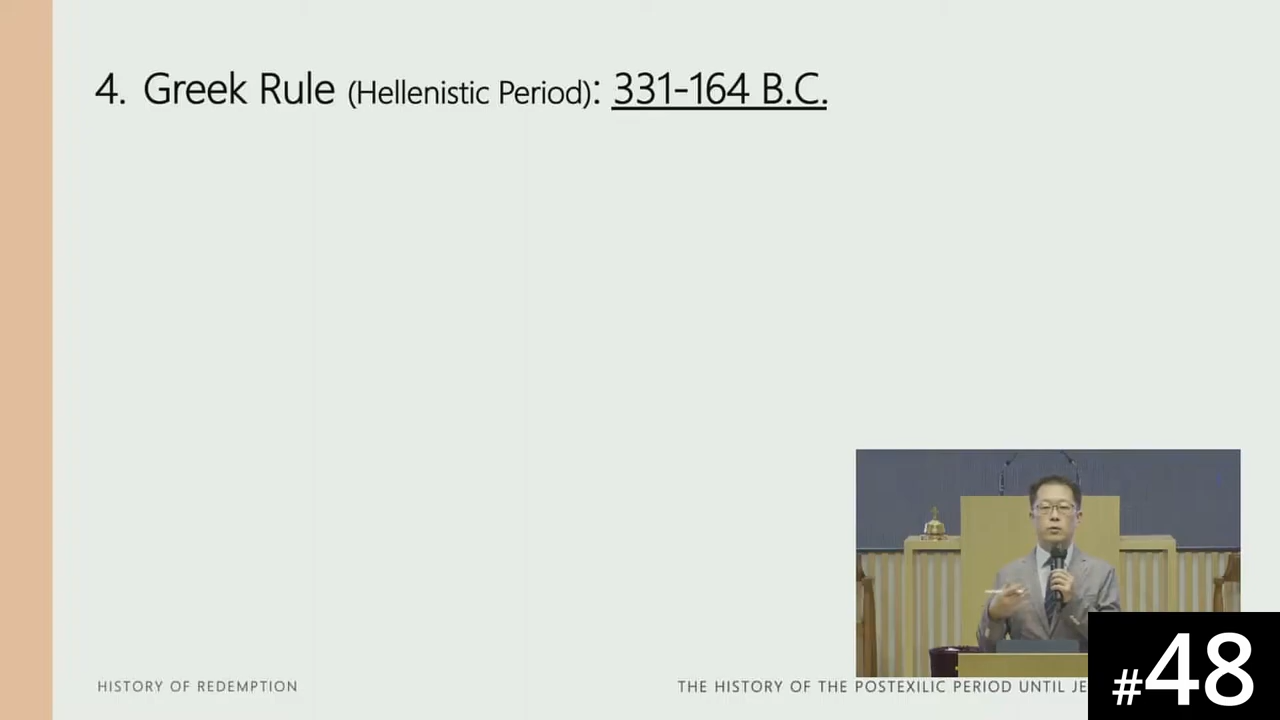 4. Greek Rule (Hellenistic Period): 331-164 B.C.
HISTORY OF REDEMPTION
THE HISTORY OF THE POSTEXILIC PERIOD UNTIL JE
#48